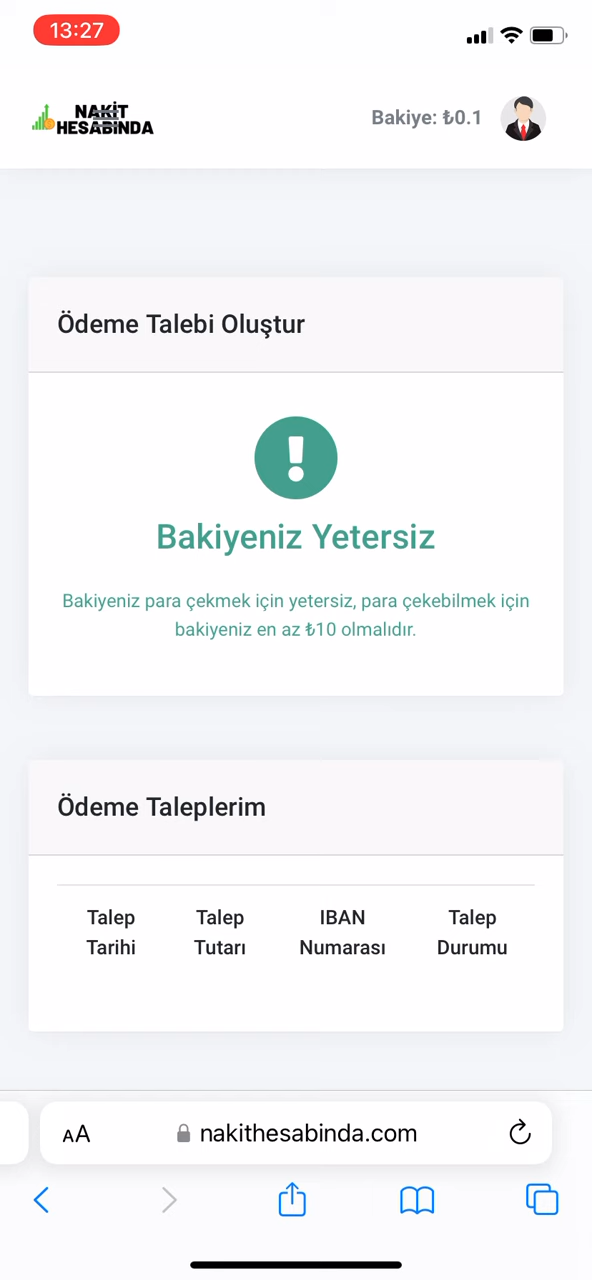 13:27
NAKİT
HESABINDA
Bakiye: ₺0.1
Ödeme Talebi Oluştur
Bakiyeniz Yetersiz
Bakiyeniz para çekmek için yetersiz, para çekebilmek için
bakiyeniz en az ₺10 olmalıdır.
Ödeme Taleplerim
Talep Tarihi
Talep Tutarı
IBAN Numarası
Talep Durumu
AA
nakithesabinda.com